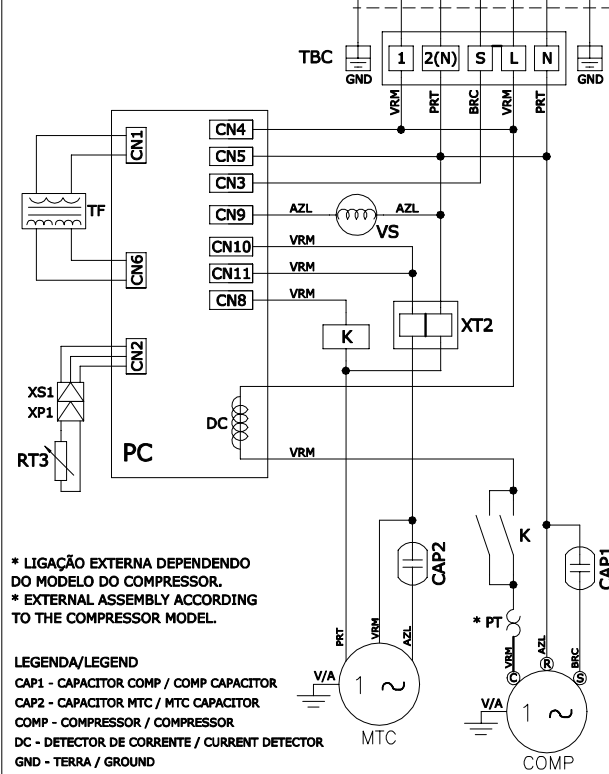 TBC
1 2(N) S L N
GND
GND
VRM PRT BRC VRM PRT
CN4
CN5
CN3
CN9 AZL AZL
VS
CN10 VRM
CN11 VRM
CN8 VRM
CN1
TF
CN6
CN2
XS1
XP1
RT3
PC
DC
K
XT2
VRM
K
CAP2
CAP1
* PT
PRT VRM AZL
VRM AZL BRC
C R S
V/A
1 ~
MTC
V/A
1 ~
COMP
* LIGAÇÃO EXTERNA DEPENDENDO
DO MODELO DO COMPRESSOR.
* EXTERNAL ASSEMBLY ACCORDING
TO THE COMPRESSOR MODEL.
LEGENDA/LEGEND
CAP1 - CAPACITOR COMP / COMP CAPACITOR
CAP2 - CAPACITOR MTC / MTC CAPACITOR
COMP - COMPRESSOR / COMPRESSOR
DC - DETECTOR DE CORRENTE / CURRENT DETECTOR
GND - TERRA / GROUND